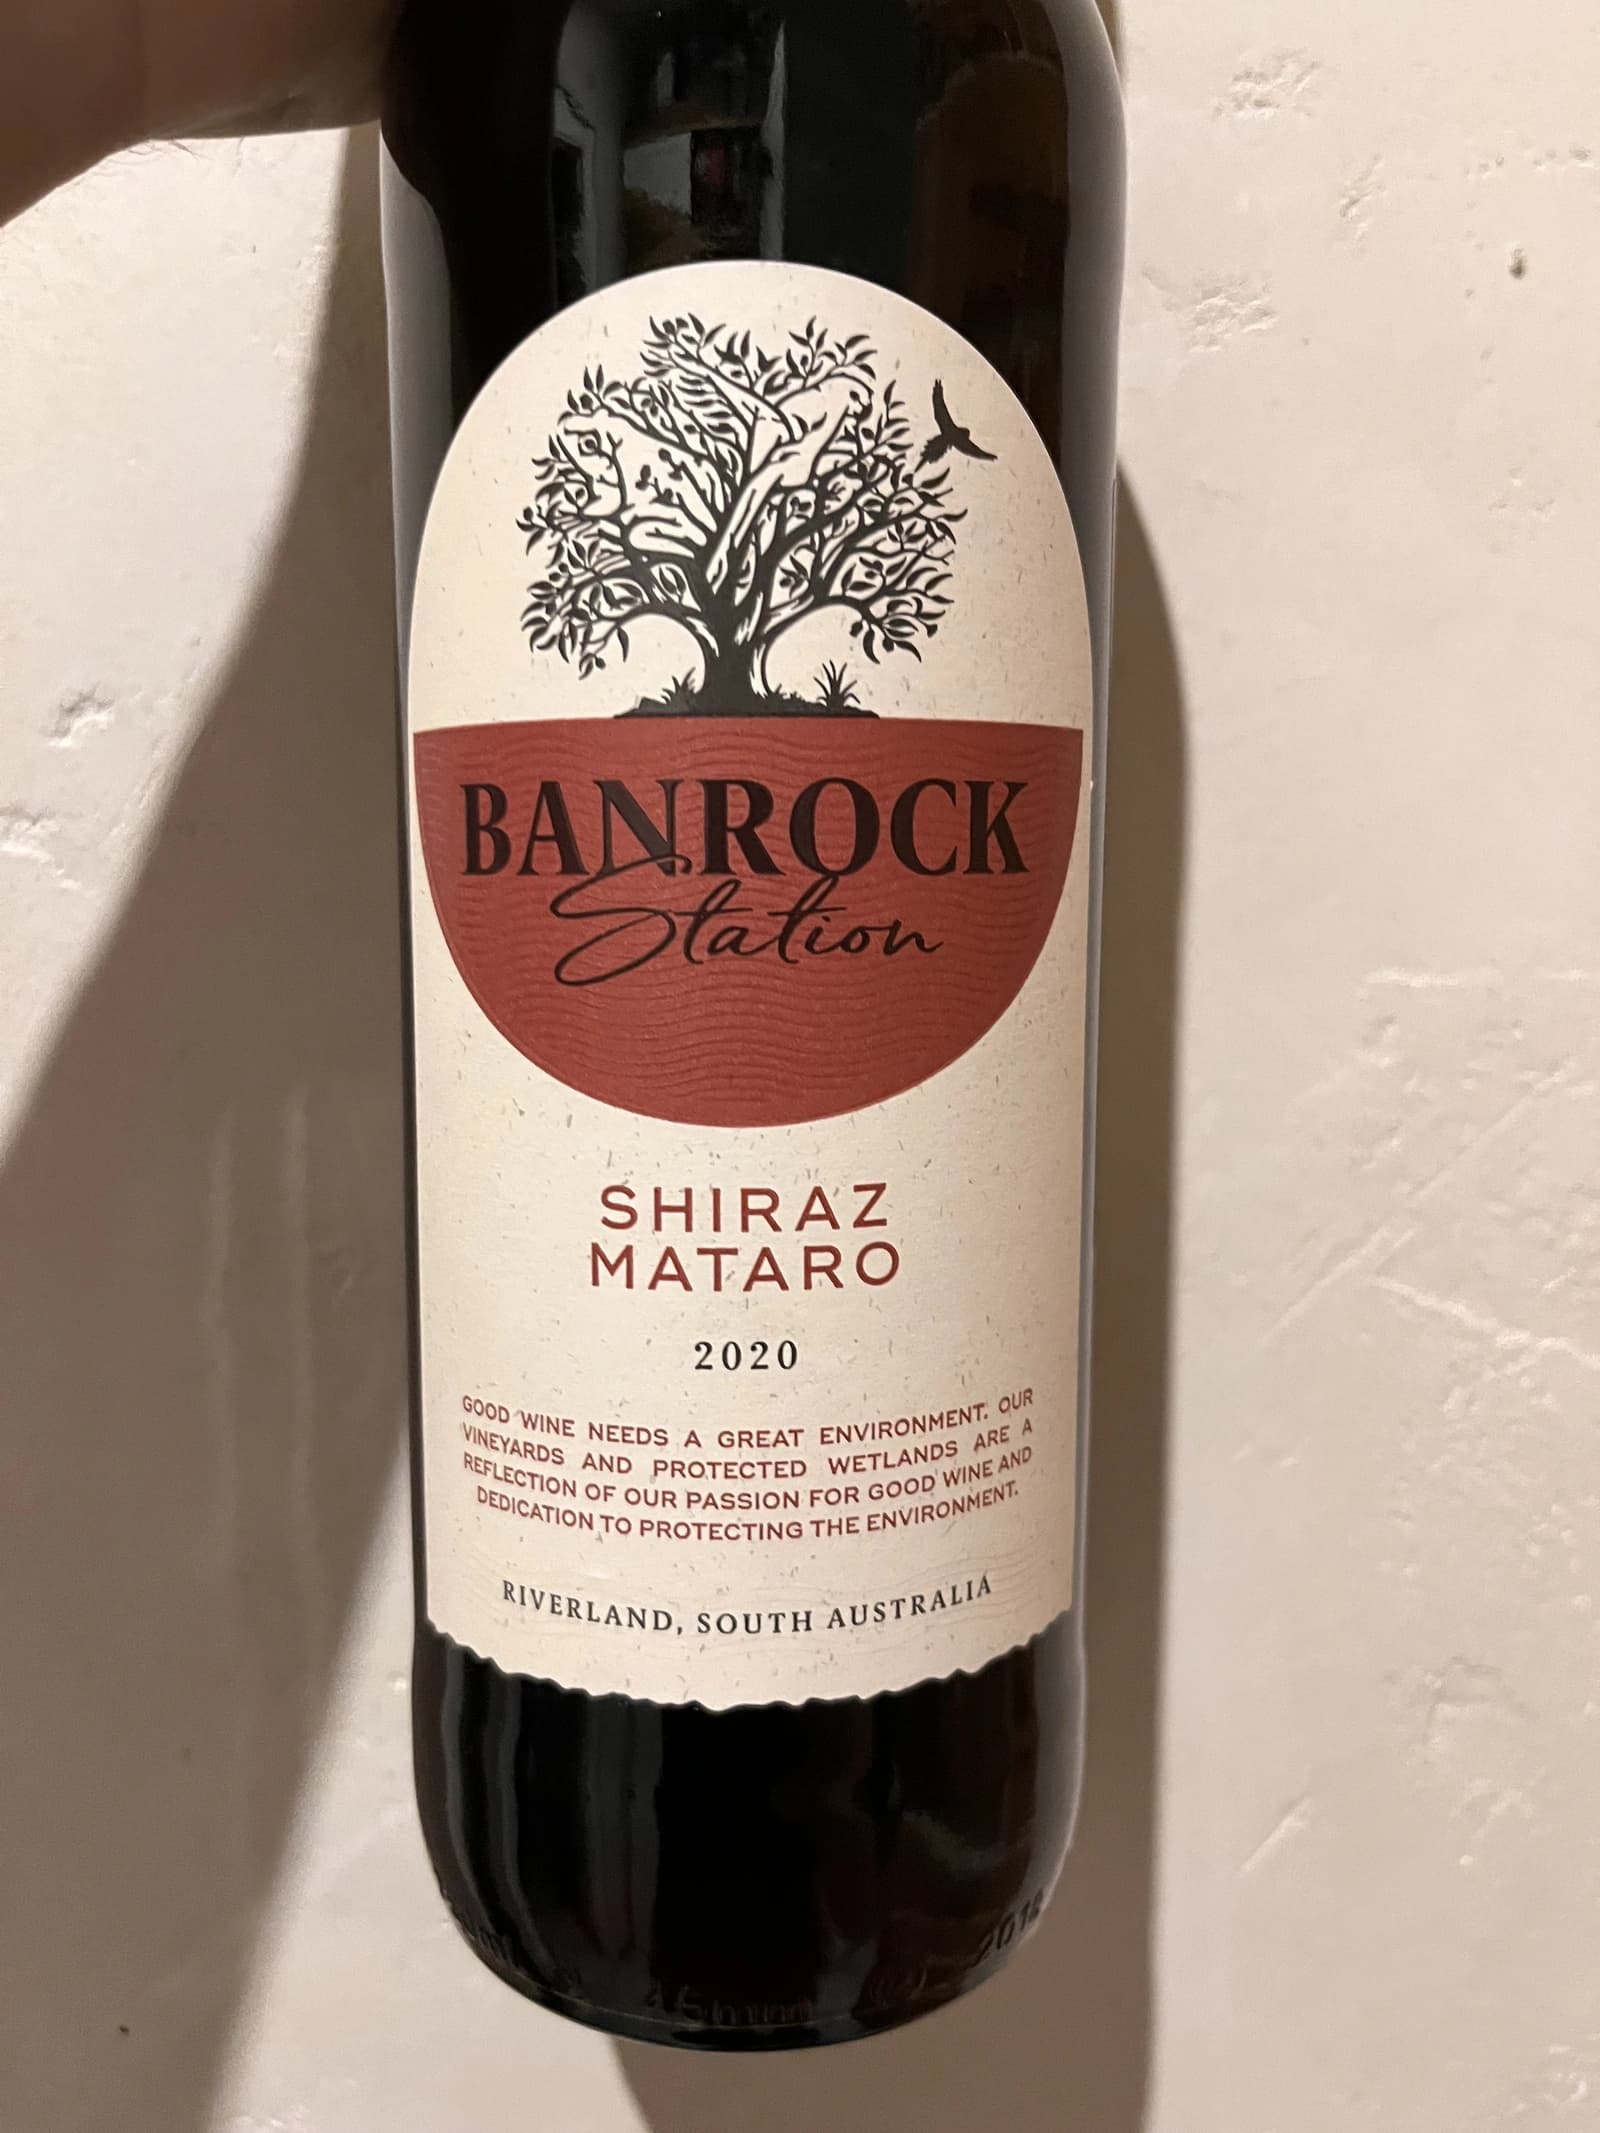 BANROCK
Station
SHIRAZ
MATARO
2020
GOOD WINE NEEDS A GREAT ENVIRONMENT. OUR
VINEYARDS AND PROTECTED WETLANDS ARE A
REFLECTION OF OUR PASSION FOR GOOD WINE AND
DEDICATION TO PROTECTING THE ENVIRONMENT.
RIVERLAND, SOUTH AUSTRALIA